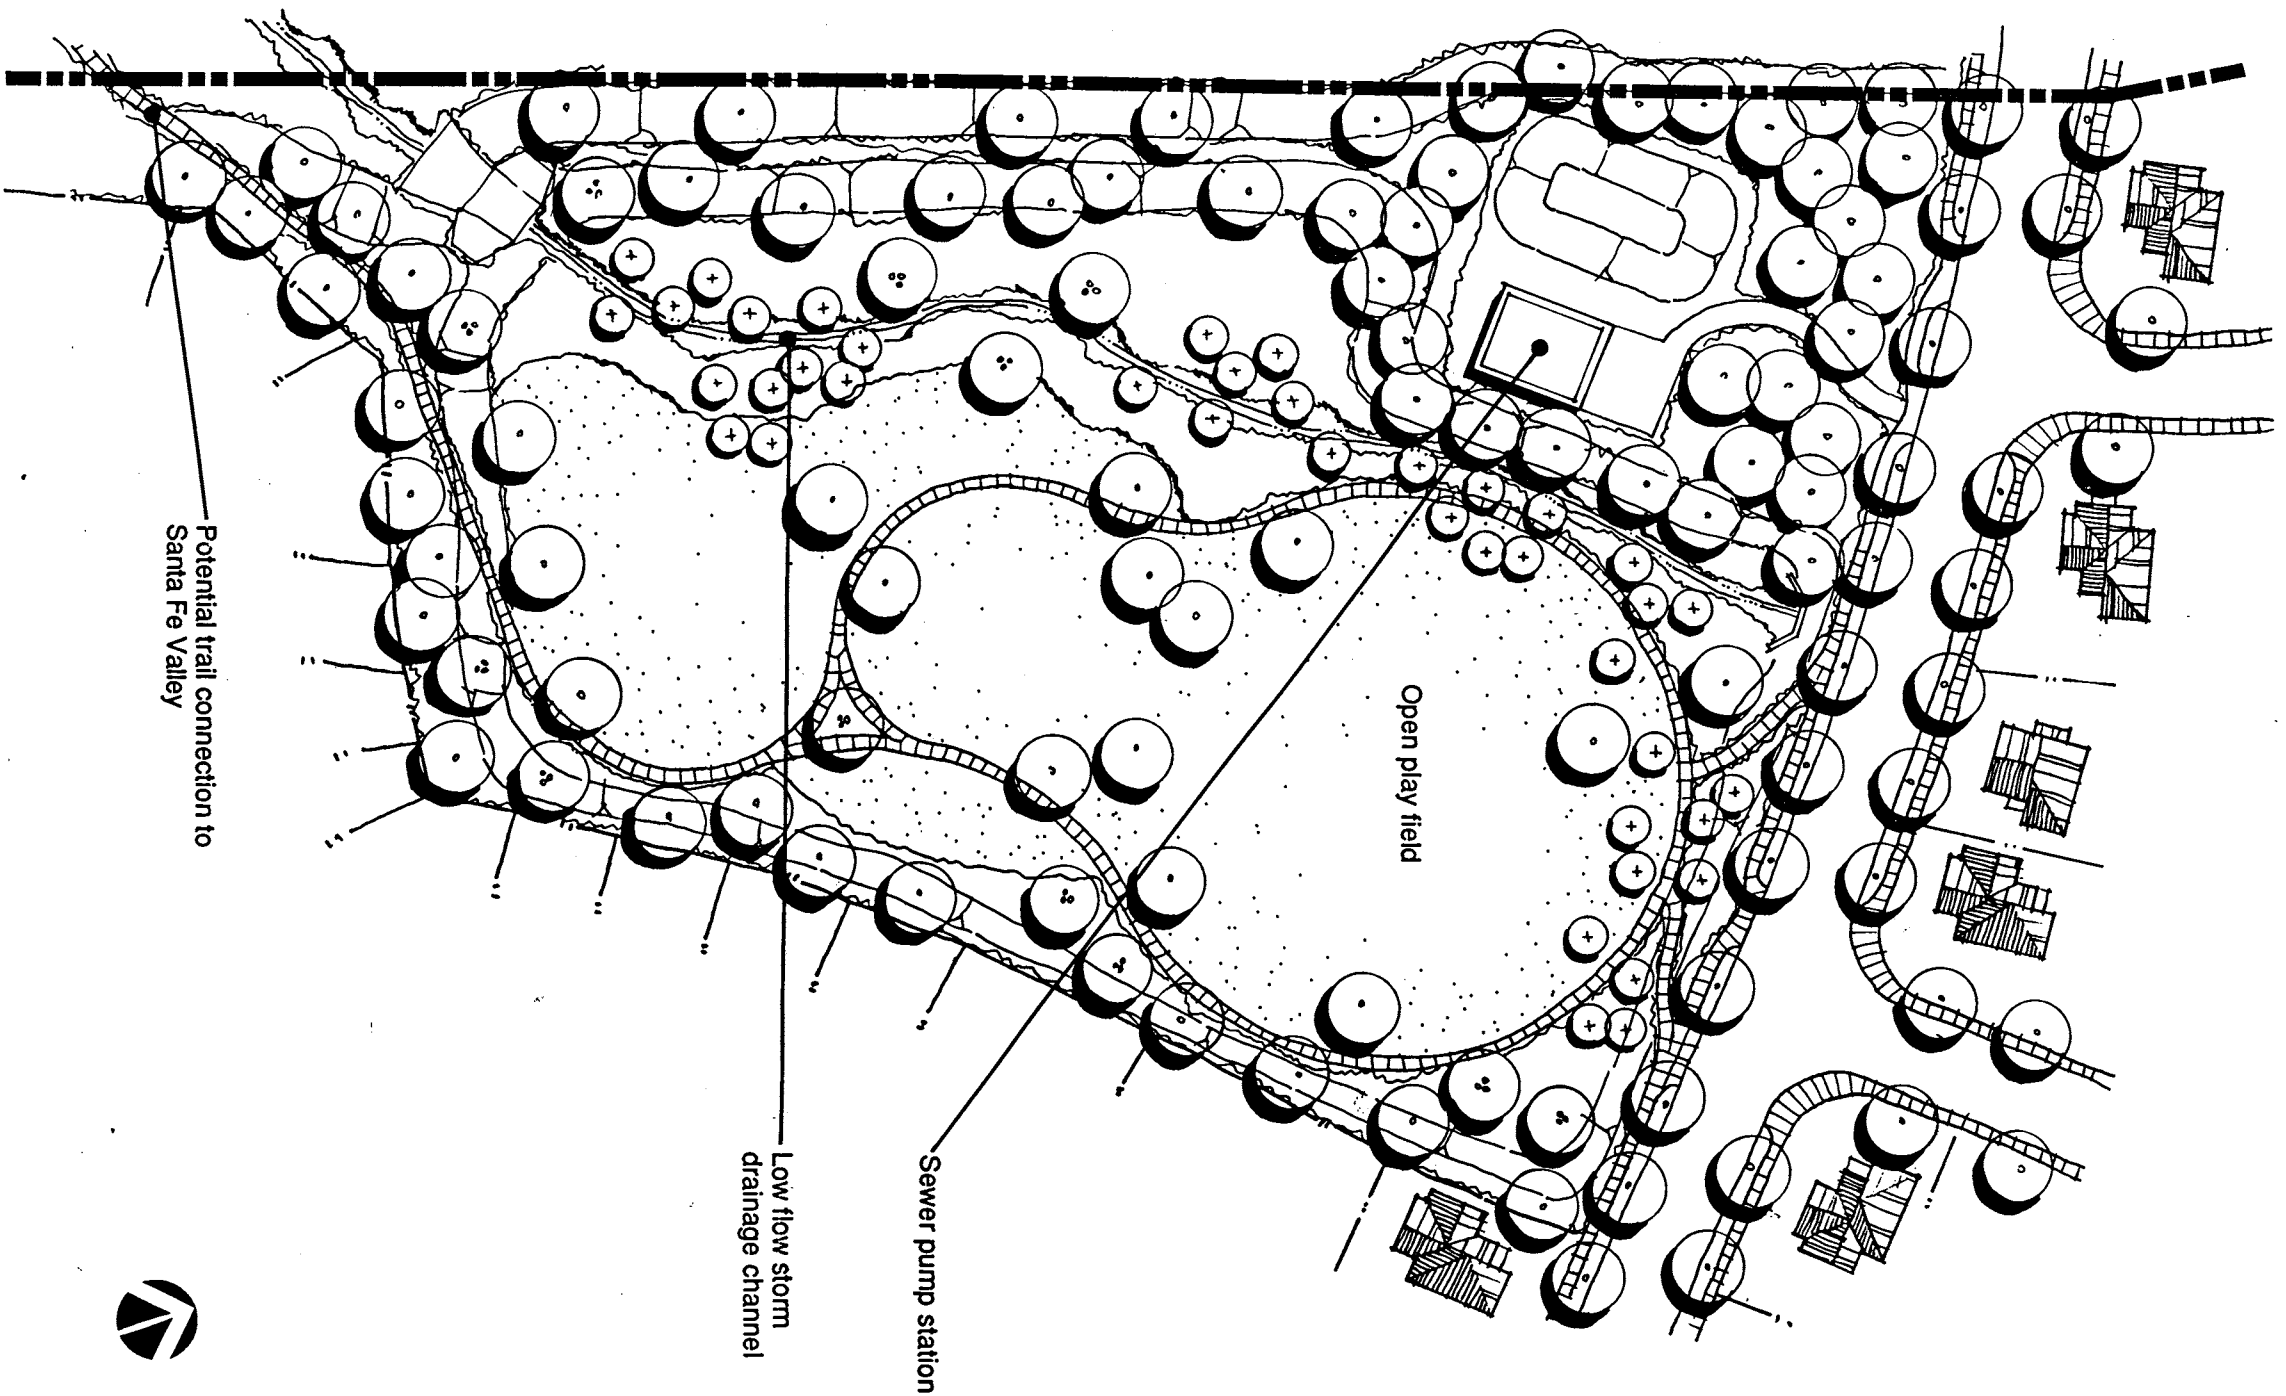 Open play field
Sewer pump station
Low flow storm
drainage channel
Potential trail connection to
Santa Fe Valley